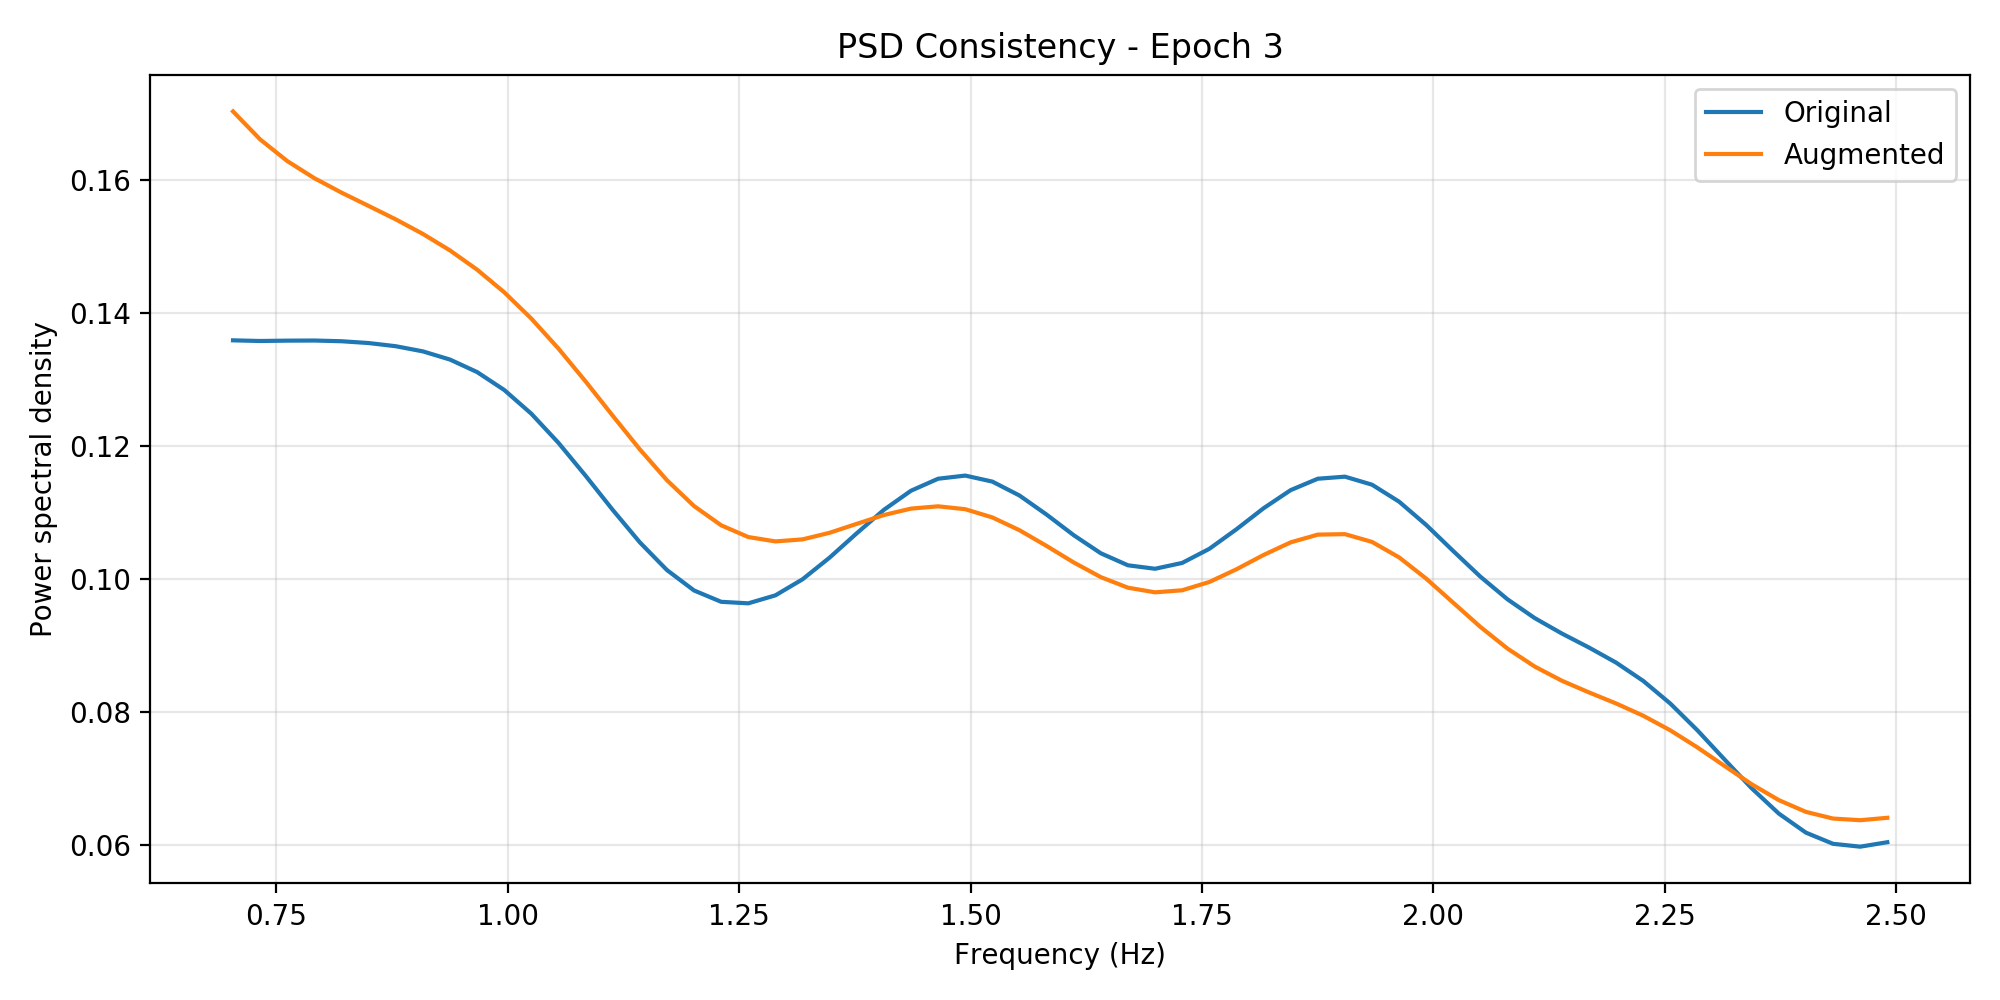 PSD Consistency - Epoch 3
Original
Augmented
Power spectral density
0.16
0.14
0.12
0.10
0.08
0.06
0.75
1.00
1.25
1.50
1.75
2.00
2.25
2.50
Frequency (Hz)